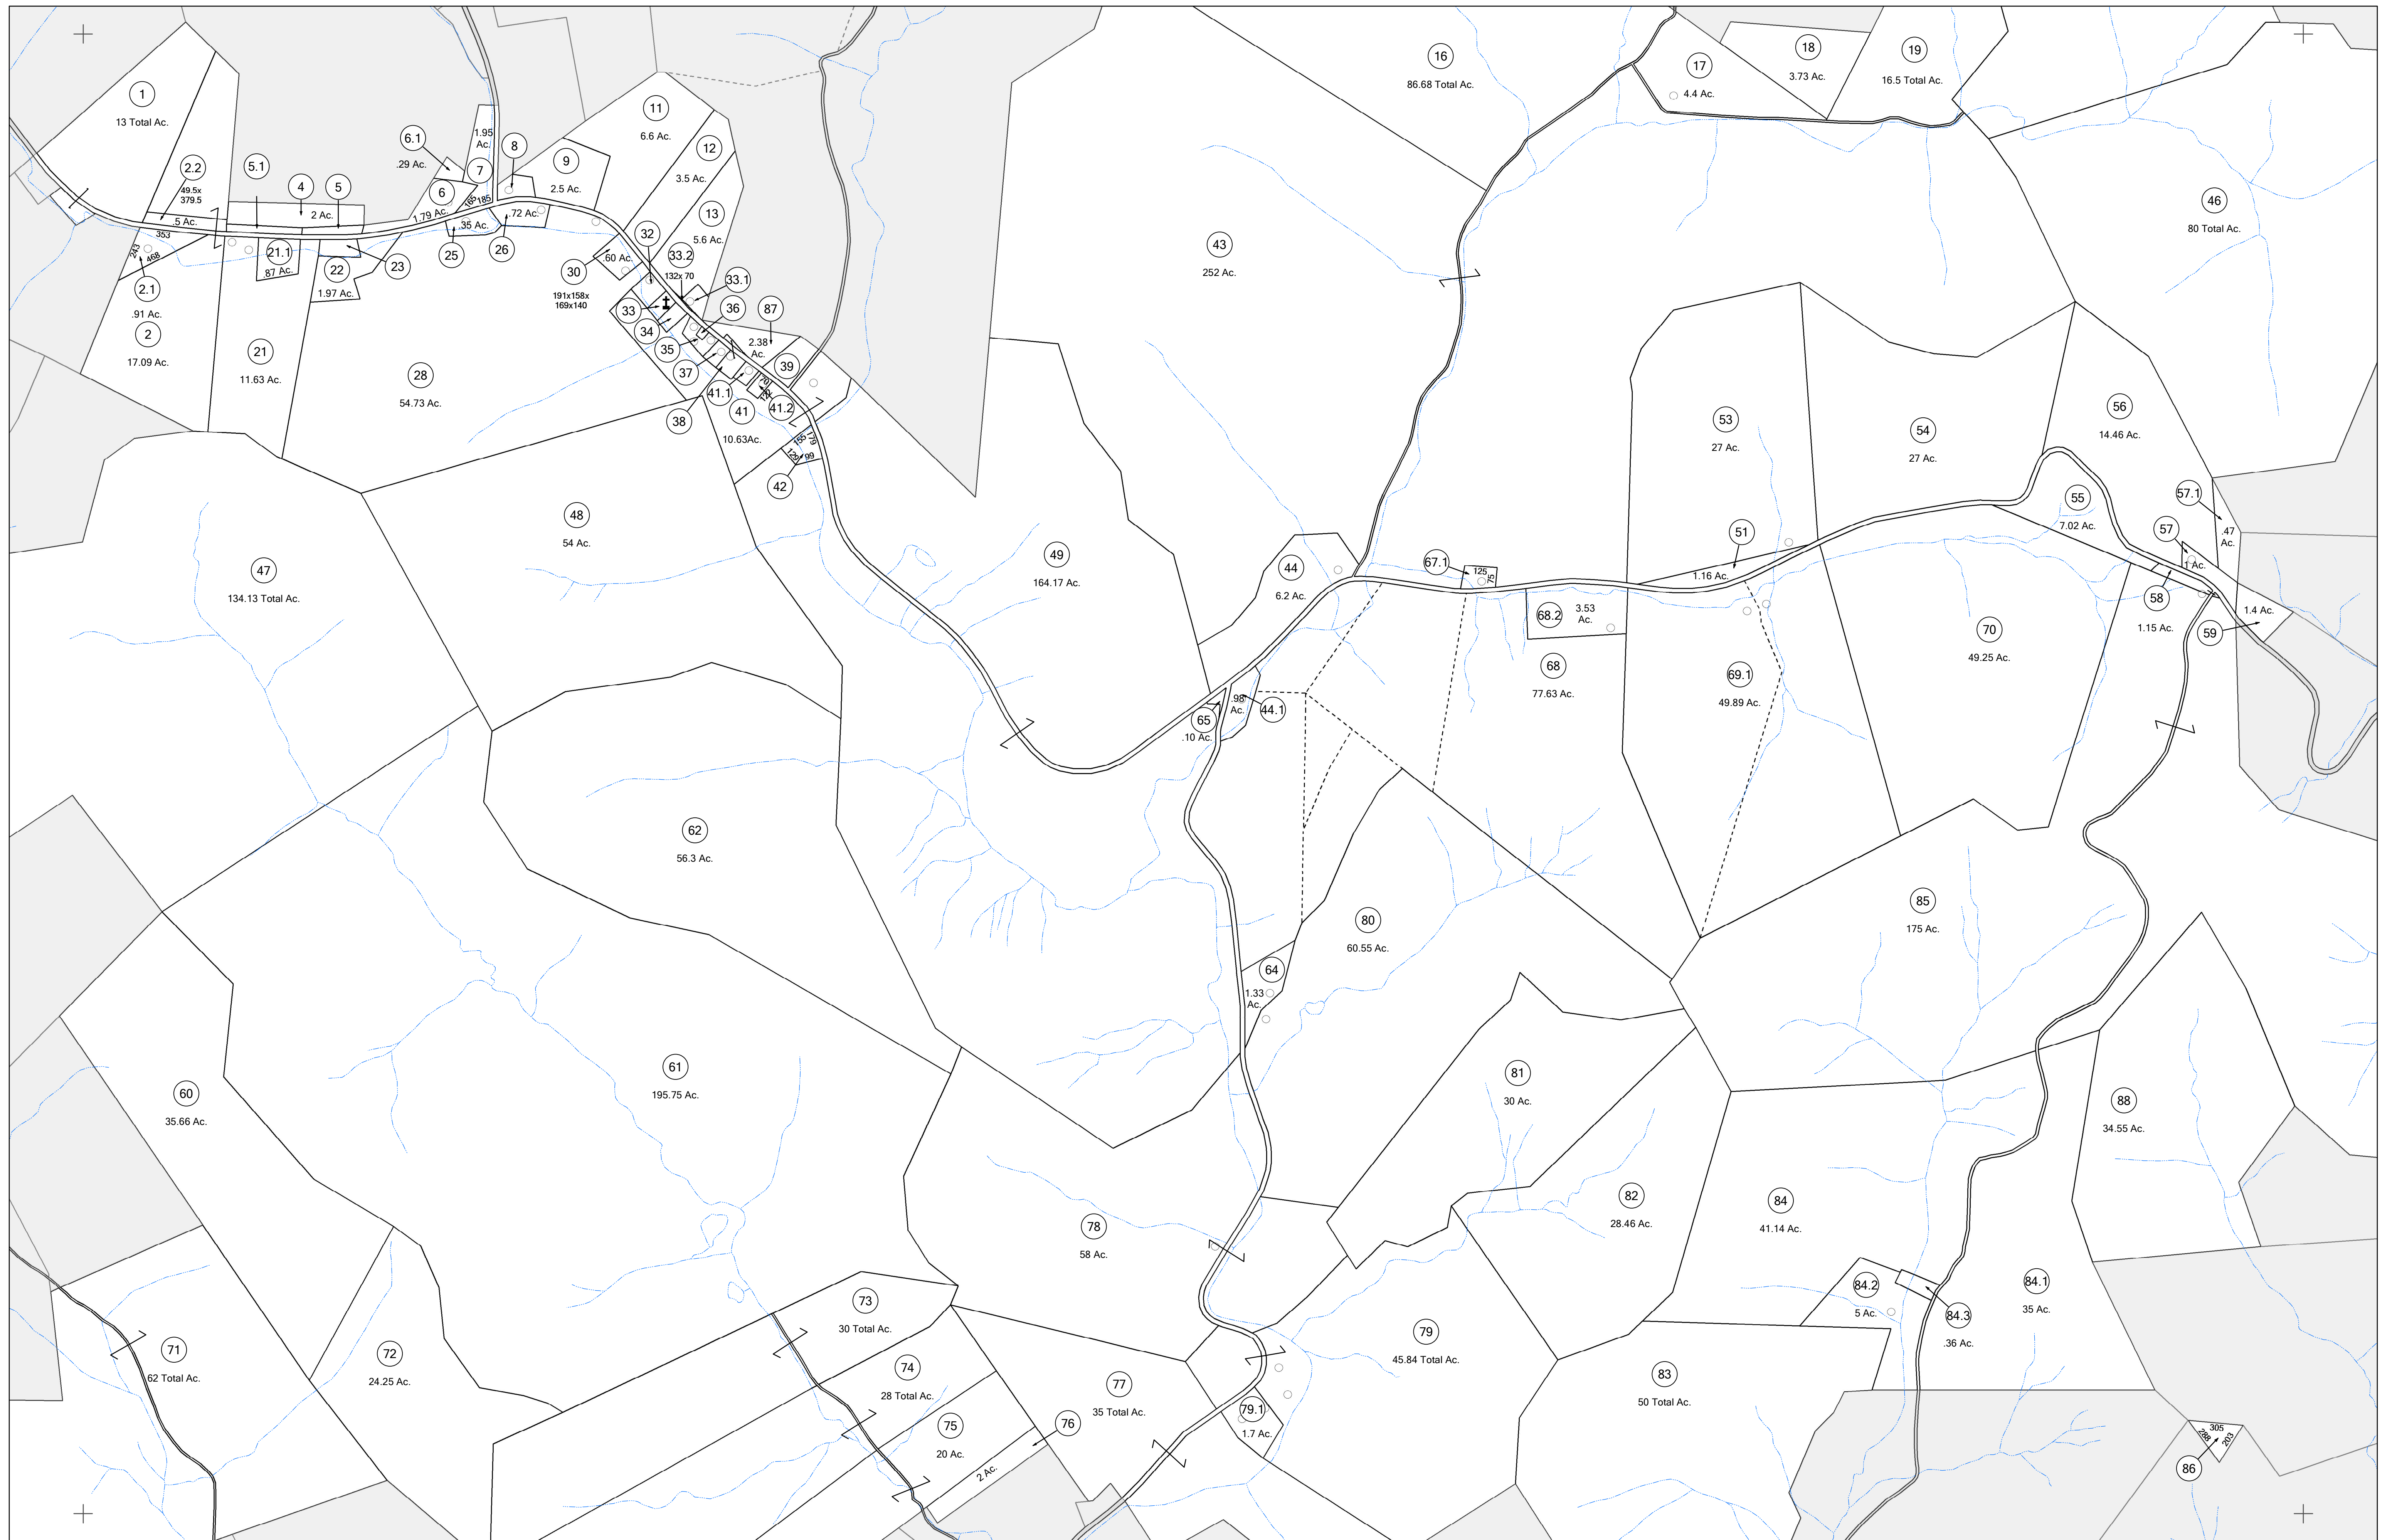 1
13 Total Ac.
2.2
49.5x
379.5
.5 Ac.
353
243
468
2.1
.91 Ac.
2
17.09 Ac.
5.1
4
5
2 Ac.
21.1
.87 Ac.
22
1.97 Ac.
23
21
11.63 Ac.
28
54.73 Ac.
6.1
.29 Ac.
1.95
Ac.
7
6
1.79 Ac.
165
185
.35 Ac.
25
8
.72 Ac.
26
9
2.5 Ac.
11
6.6 Ac.
12
3.5 Ac.
13
5.6 Ac.
30
.60 Ac.
191x158x
169x140
32
33.2
132x 70
33.1
33
34
35
36
37
38
87
2.38
Ac.
39
41.1
70
41.2
41
10.63Ac.
155
179
129
99
42
16
86.68 Total Ac.
17
4.4 Ac.
18
3.73 Ac.
19
16.5 Total Ac.
43
252 Ac.
46
80 Total Ac.
53
27 Ac.
54
27 Ac.
56
14.46 Ac.
55
7.02 Ac.
57.1
.47
Ac.
57
1 Ac.
58
1.15 Ac.
1.4 Ac.
59
51
1.16 Ac.
67.1
125
75
68.2
3.53
Ac.
68
77.63 Ac.
69.1
49.89 Ac.
70
49.25 Ac.
44
6.2 Ac.
44.1
.98
Ac.
65
.10 Ac.
47
134.13 Total Ac.
48
54 Ac.
49
164.17 Ac.
62
56.3 Ac.
61
195.75 Ac.
60
35.66 Ac.
64
1.33
Ac.
80
60.55 Ac.
81
30 Ac.
82
28.46 Ac.
85
175 Ac.
88
34.55 Ac.
84
41.14 Ac.
84.2
5 Ac.
84.3
.36 Ac.
84.1
35 Ac.
71
62 Total Ac.
72
24.25 Ac.
73
30 Total Ac.
74
28 Total Ac.
75
20 Ac.
76
2 Ac.
77
35 Total Ac.
78
58 Ac.
79
45.84 Total Ac.
79.1
1.7 Ac.
83
50 Total Ac.
305
288
203
86